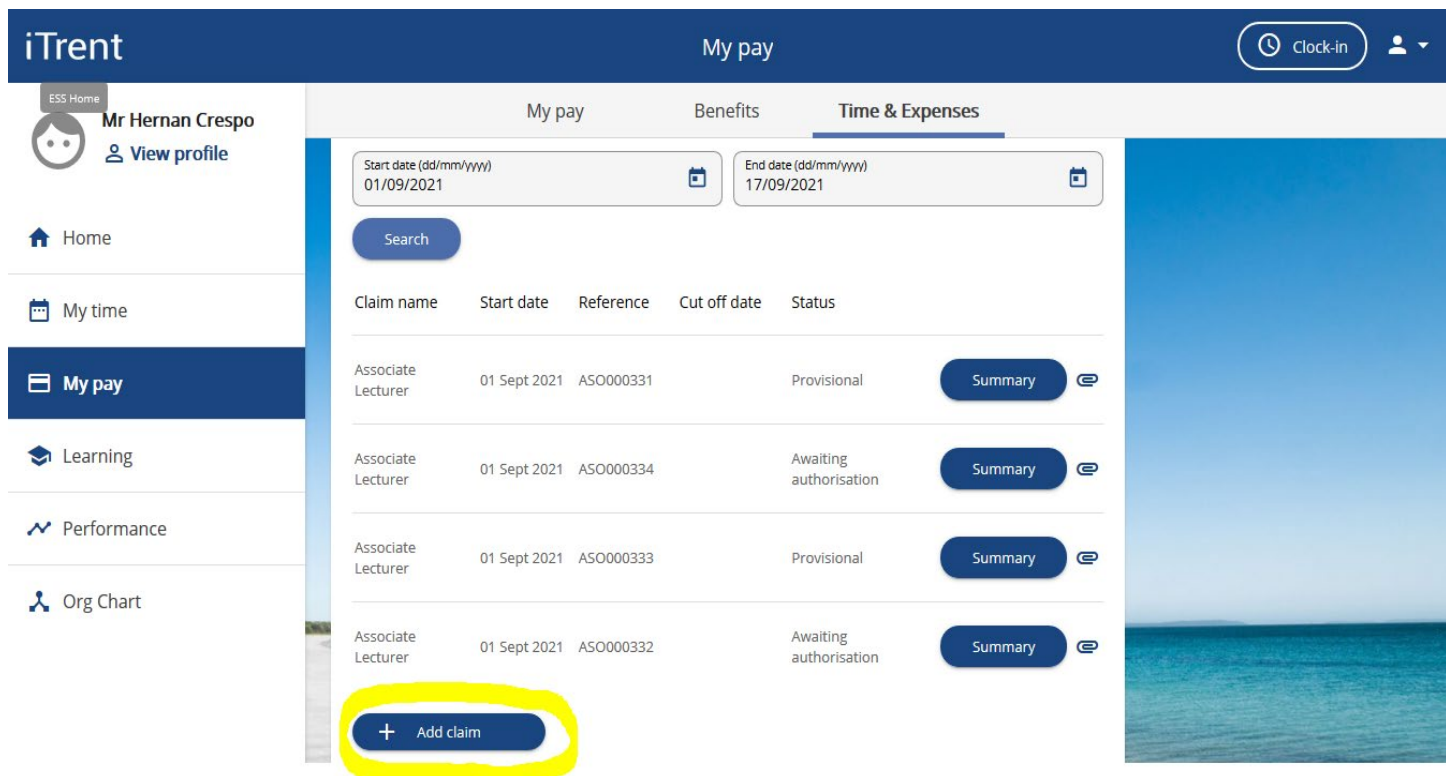 iTrent
My pay
Clock-in
ESS Home
Mr Hernan Crespo
View profile
Home
My time
My pay
Learning
Performance
Org Chart
My pay Benefits Time & Expenses
Start date (dd/mm/yyyy)
01/09/2021
End date (dd/mm/yyyy)
17/09/2021
Search
Claim name Start date Reference Cut off date Status
Associate
Lecturer
01 Sept 2021 ASO000331 Provisional Summary
Associate
Lecturer
01 Sept 2021 ASO000334
Awaiting
authorisation
Summary
Associate
Lecturer
01 Sept 2021 ASO000333 Provisional Summary
Associate
Lecturer
01 Sept 2021 ASO000332
Awaiting
authorisation
Summary
+ Add claim